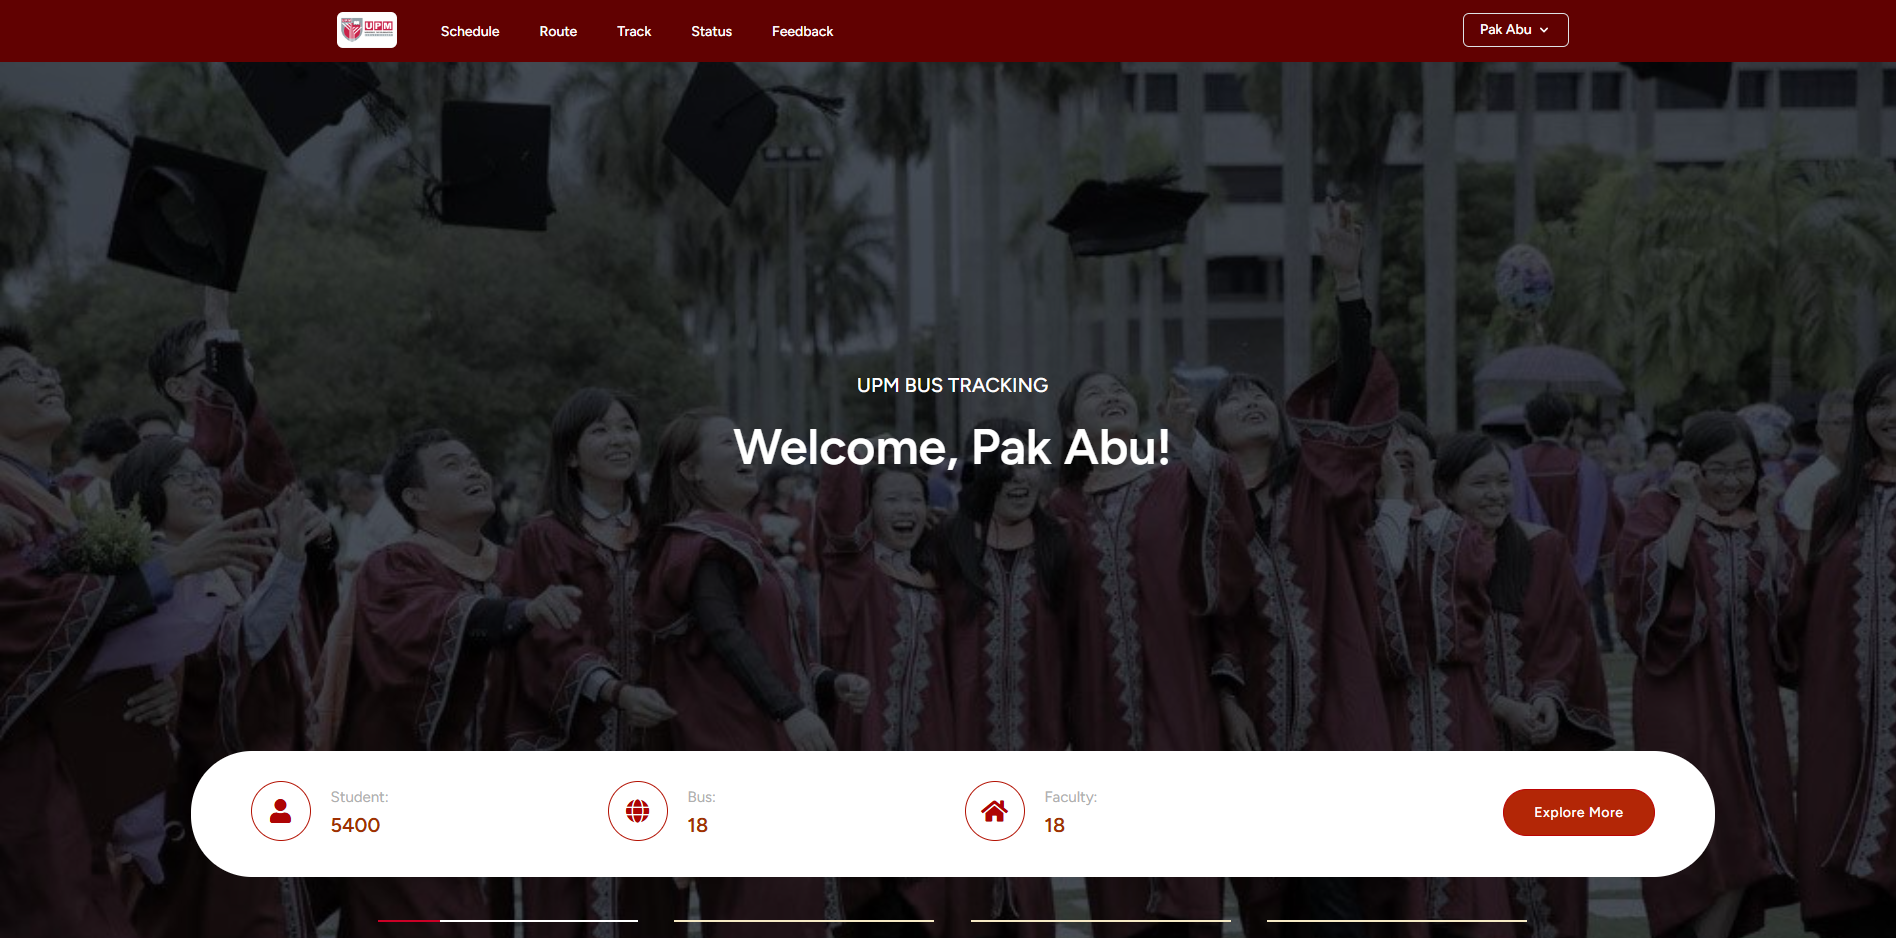 UPM
Schedule
Route
Track
Status
Feedback
Pak Abu
UPM BUS TRACKING
Welcome, Pak Abu!
Student:
5400
Bus:
18
Faculty:
18
Explore More